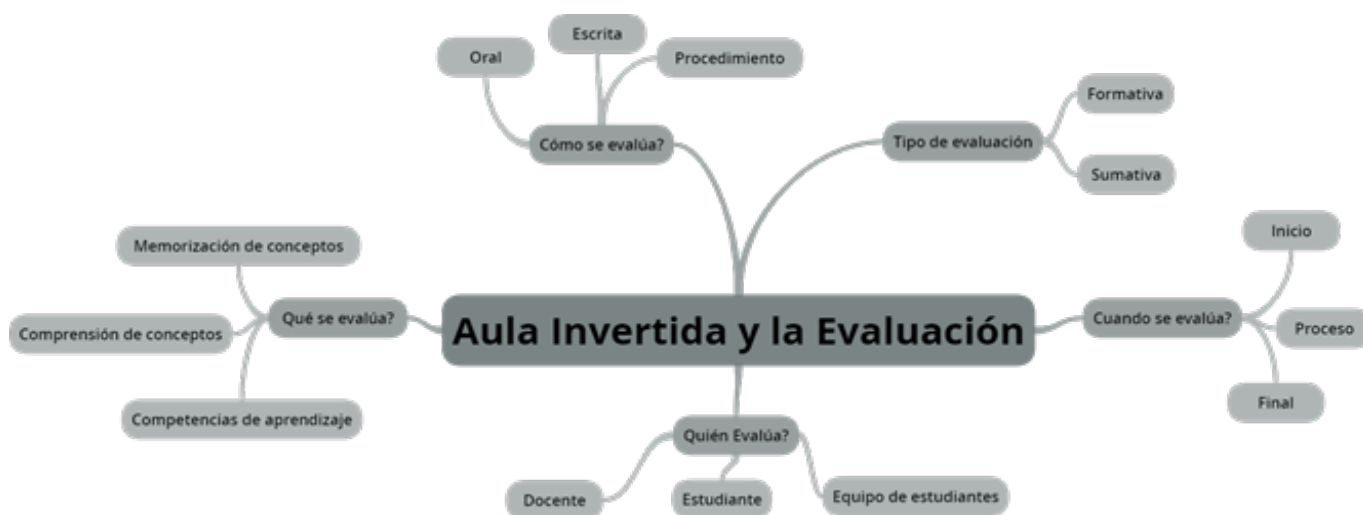 Escrita
Oral
Procedimiento
Cómo se evalúa?
Formativa
Tipo de evaluación
Sumativa
Inicio
Memorización de conceptos
Qué se evalúa?
Comprensión de conceptos
Competencias de aprendizaje
Aula Invertida y la Evaluación
Cuando se evalúa?
Proceso
Final
Quién Evalúa?
Docente
Estudiante
Equipo de estudiantes